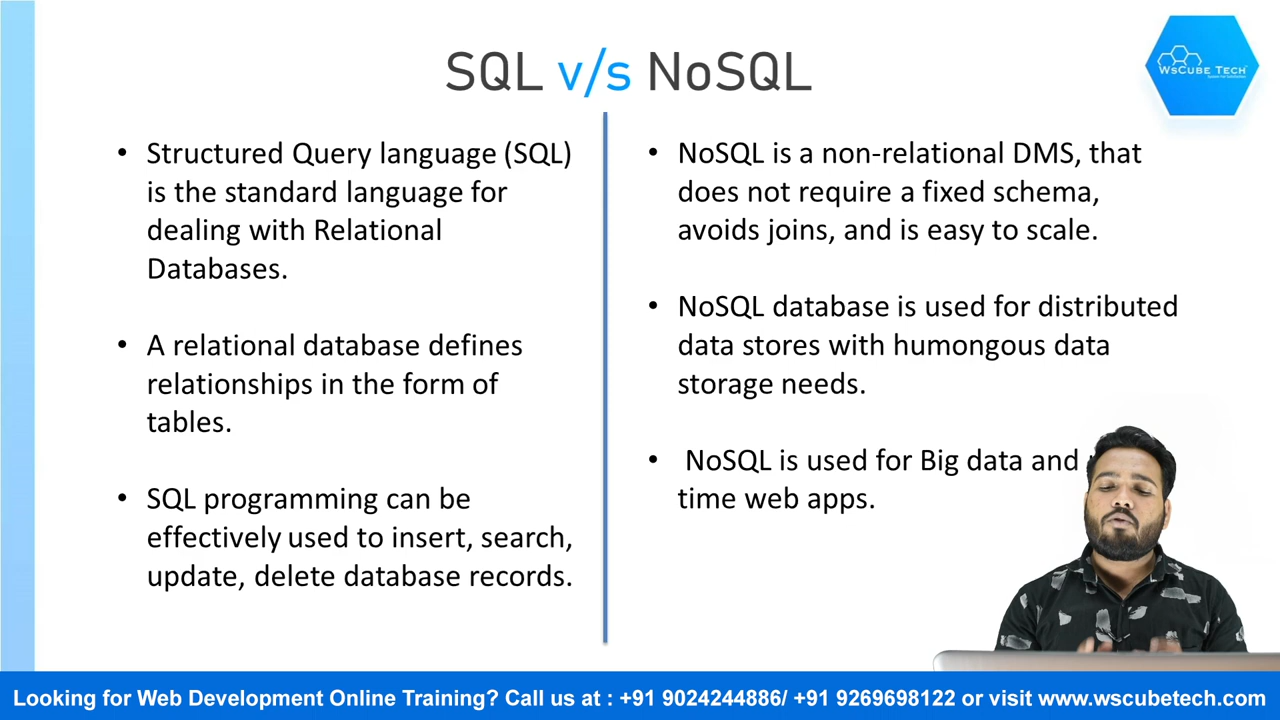 SQL v/s NoSQL
WsCube Tech
• Structured Query language (SQL)
is the standard language for
dealing with Relational
Databases.
• A relational database defines
relationships in the form of
tables.
• SQL programming can be
effectively used to insert, search,
update, delete database records.
• NoSQL is a non-relational DMS, that
does not require a fixed schema,
avoids joins, and is easy to scale.
• NoSQL database is used for distributed
data stores with humongous data
storage needs.
• NoSQL is used for Big data and
time web apps.
Looking for Web Development Online Training? Call us at : +91 9024244886/ +91 9269698122 or visit www.wscubetech.com